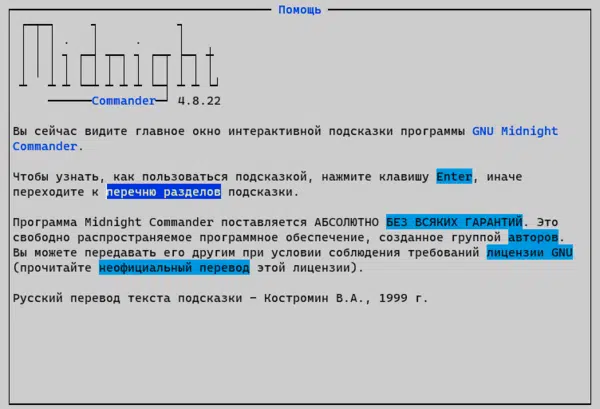 Помощь
Midnight
Commander 4.8.22
Вы сейчас видите главное окно интерактивной подсказки программы GNU Midnight
Commander.
Чтобы узнать, как пользоваться подсказкой, нажмите клавишу Enter, иначе
переходите к перечню разделов подсказки.
Программа Midnight Commander поставляется АБСОЛЮТНО БЕЗ ВСЯКИХ ГАРАНТИЙ. Это
свободно распространяемое программное обеспечение, созданное группой авторов.
Вы можете передавать его другим при условии соблюдения требований лицензии GNU
(прочитайте неофициальный перевод этой лицензии).
Русский перевод текста подсказки – Костромин В.А., 1999 г.